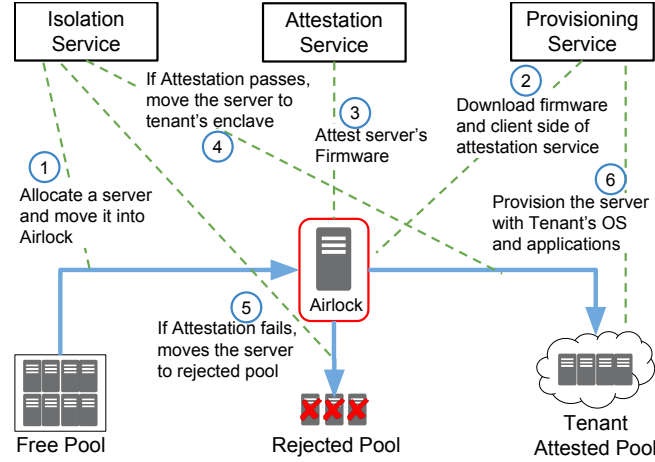 Isolation
Service
Attestation
Service
Provisioning
Service
1
Allocate a server
and move it into
Airlock
If Attestation passes,
move the server to
tenant's enclave
4
3
Attest server's
Firmware
2
Download firmware
and client side of
attestation service
6
Provision the server
with Tenant's OS
and applications
Airlock
5
If Attestation fails,
moves the server
to rejected pool
Free Pool
Rejected Pool
Tenant
Attested Pool